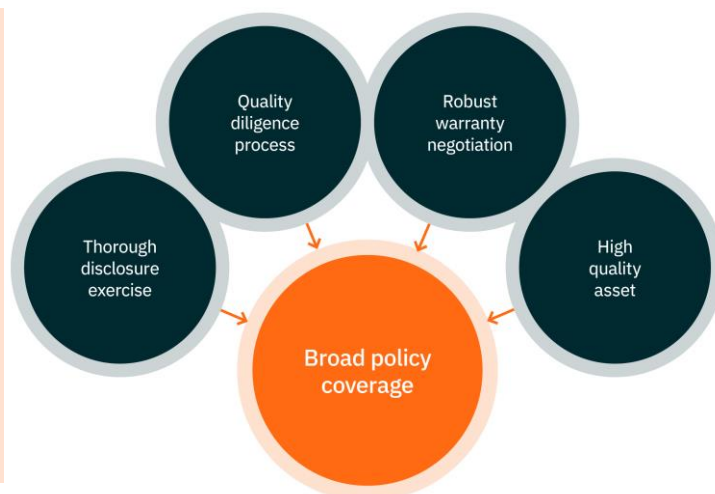 Quality
diligence
process
Robust
warranty
negotiation
Thorough
disclosure
exercise
High
quality
asset
Broad policy
coverage